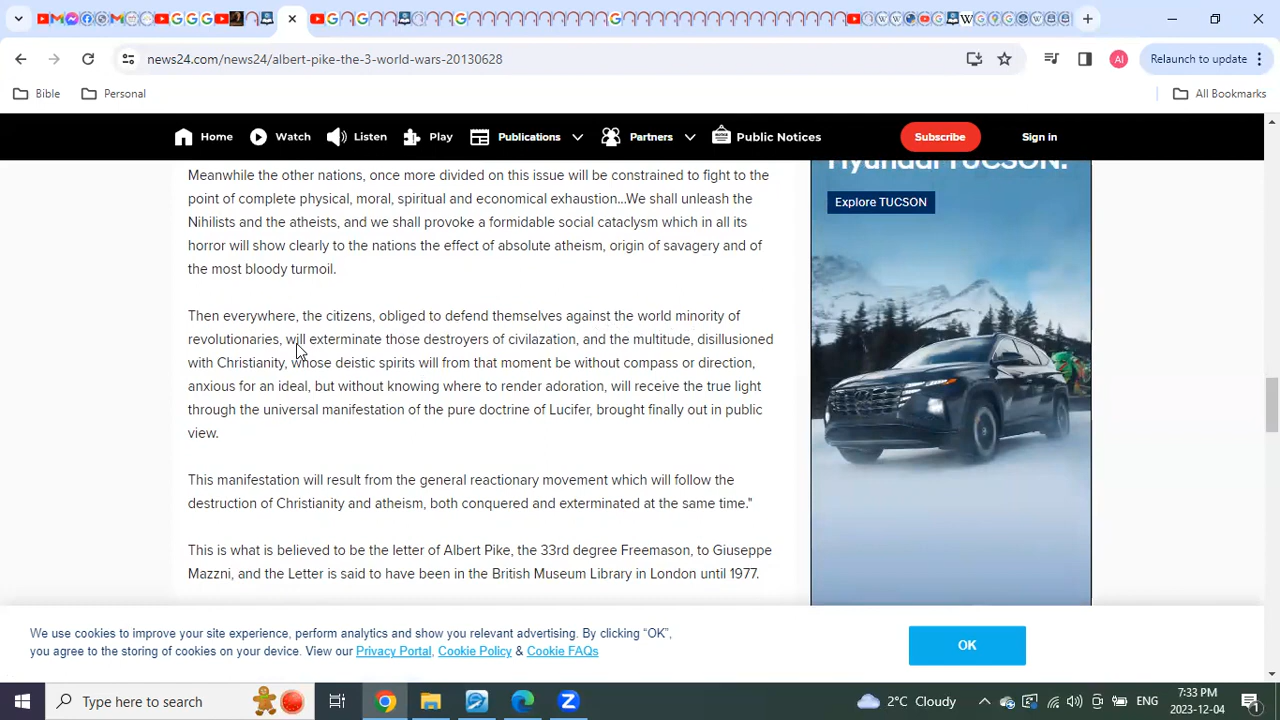 news24.com/news24/albert-pike-the-3-world-wars-20130628
AI
Relaunch to update
Bible
Personal
All Bookmarks
Home
Watch
Listen
Play
Publications
Partners
Public Notices
Subscribe
Sign in
Meanwhile the other nations, once more divided on this issue will be constrained to fight to the
point of complete physical, moral, spiritual and economical exhaustion…We shall unleash the
Nihilists and the atheists, and we shall provoke a formidable social cataclysm which in all its
horror will show clearly to the nations the effect of absolute atheism, origin of savagery and of
the most bloody turmoil.
Then everywhere, the citizens, obliged to defend themselves against the world minority of
revolutionaries, will exterminate those destroyers of civilazation, and the multitude, disillusioned
with Christianity, whose deistic spirits will from that moment be without compass or direction,
anxious for an ideal, but without knowing where to render adoration, will receive the true light
through the universal manifestation of the pure doctrine of Lucifer, brought finally out in public
view.
This manifestation will result from the general reactionary movement which will follow the
destruction of Christianity and atheism, both conquered and exterminated at the same time."
This is what is believed to be the letter of Albert Pike, the 33rd degree Freemason, to Giuseppe
Mazzni, and the Letter is said to have been in the British Museum Library in London until 1977.
Hyundai TUCSON.
Explore TUCSON
We use cookies to improve your site experience, perform analytics and show you relevant advertising. By clicking "OK",
you agree to the storing of cookies on your device. View our Privacy Portal, Cookie Policy & Cookie FAQs
OK
Type here to search
2°C Cloudy
ENG
7:33 PM
2023-12-04
1